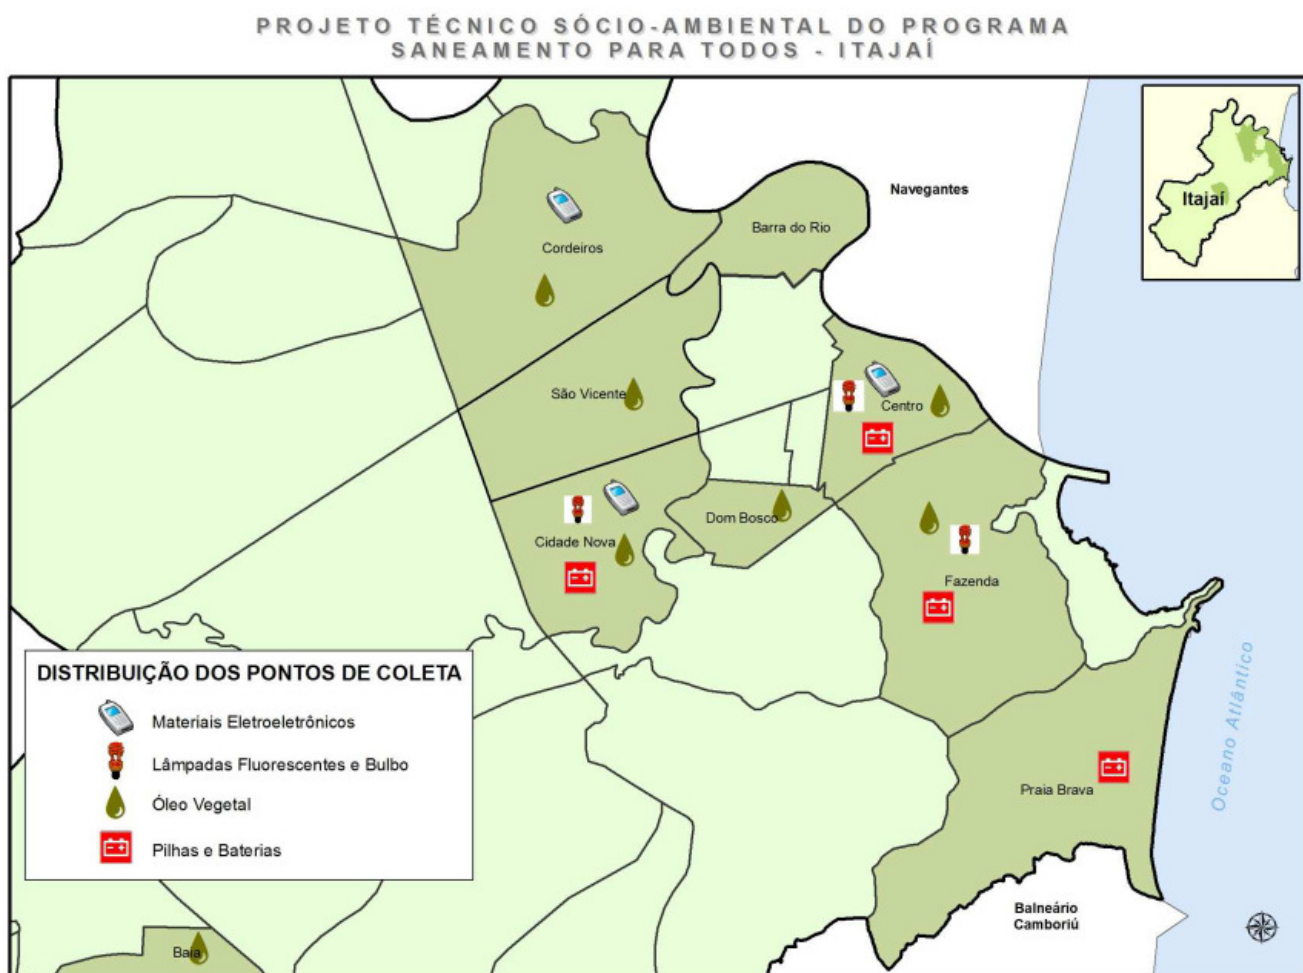 PROJETO TÉCNICO SÓCIO-AMBIENTAL DO PROGRAMA
SANEAMENTO PARA TODOS - ITAJAÍ
Navegantes
Itajaí
Barra do Rio
Cordeiros
São Vicente
Centro
Dom Bosco
Cidade Nova
Fazenda
Oceano Atlântico
DISTRIBUIÇÃO DOS PONTOS DE COLETA
Materiais Eletroeletrônicos
Lâmpadas Fluorescentes e Bulbo
Óleo Vegetal
Pilhas e Baterias
Praia Brava
Balneário
Camboriú
Baía